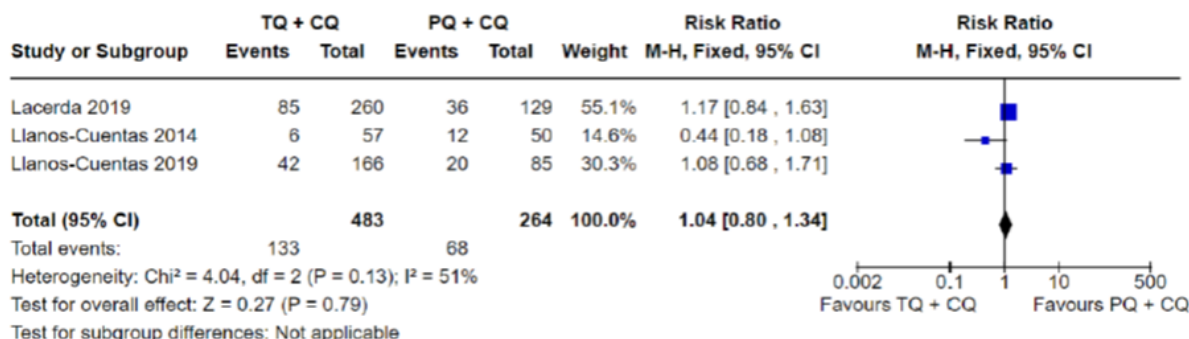 TQ + CQ PQ + CQ Risk Ratio Risk Ratio
Study or Subgroup Events Total Events Total Weight M-H, Fixed, 95% CI M-H, Fixed, 95% CI
Lacerda 2019 85 260 36 129 55.1% 1.17 [0.84 , 1.63]
Llanos-Cuentas 2014 6 57 12 50 14.6% 0.44 [0.18 , 1.08]
Llanos-Cuentas 2019 42 166 20 85 30.3% 1.08 [0.68 , 1.71]
Total (95% CI) 483 264 100.0% 1.04 [0.80 , 1.34]
Total events: 133 68
Heterogeneity: Chi² = 4.04, df = 2 (P = 0.13); I² = 51%
0.002 0.1 1 10 500
Test for overall effect: Z = 0.27 (P = 0.79)
Favours TQ + CQ Favours PQ + CQ
Test for subgroup differences: Not applicable